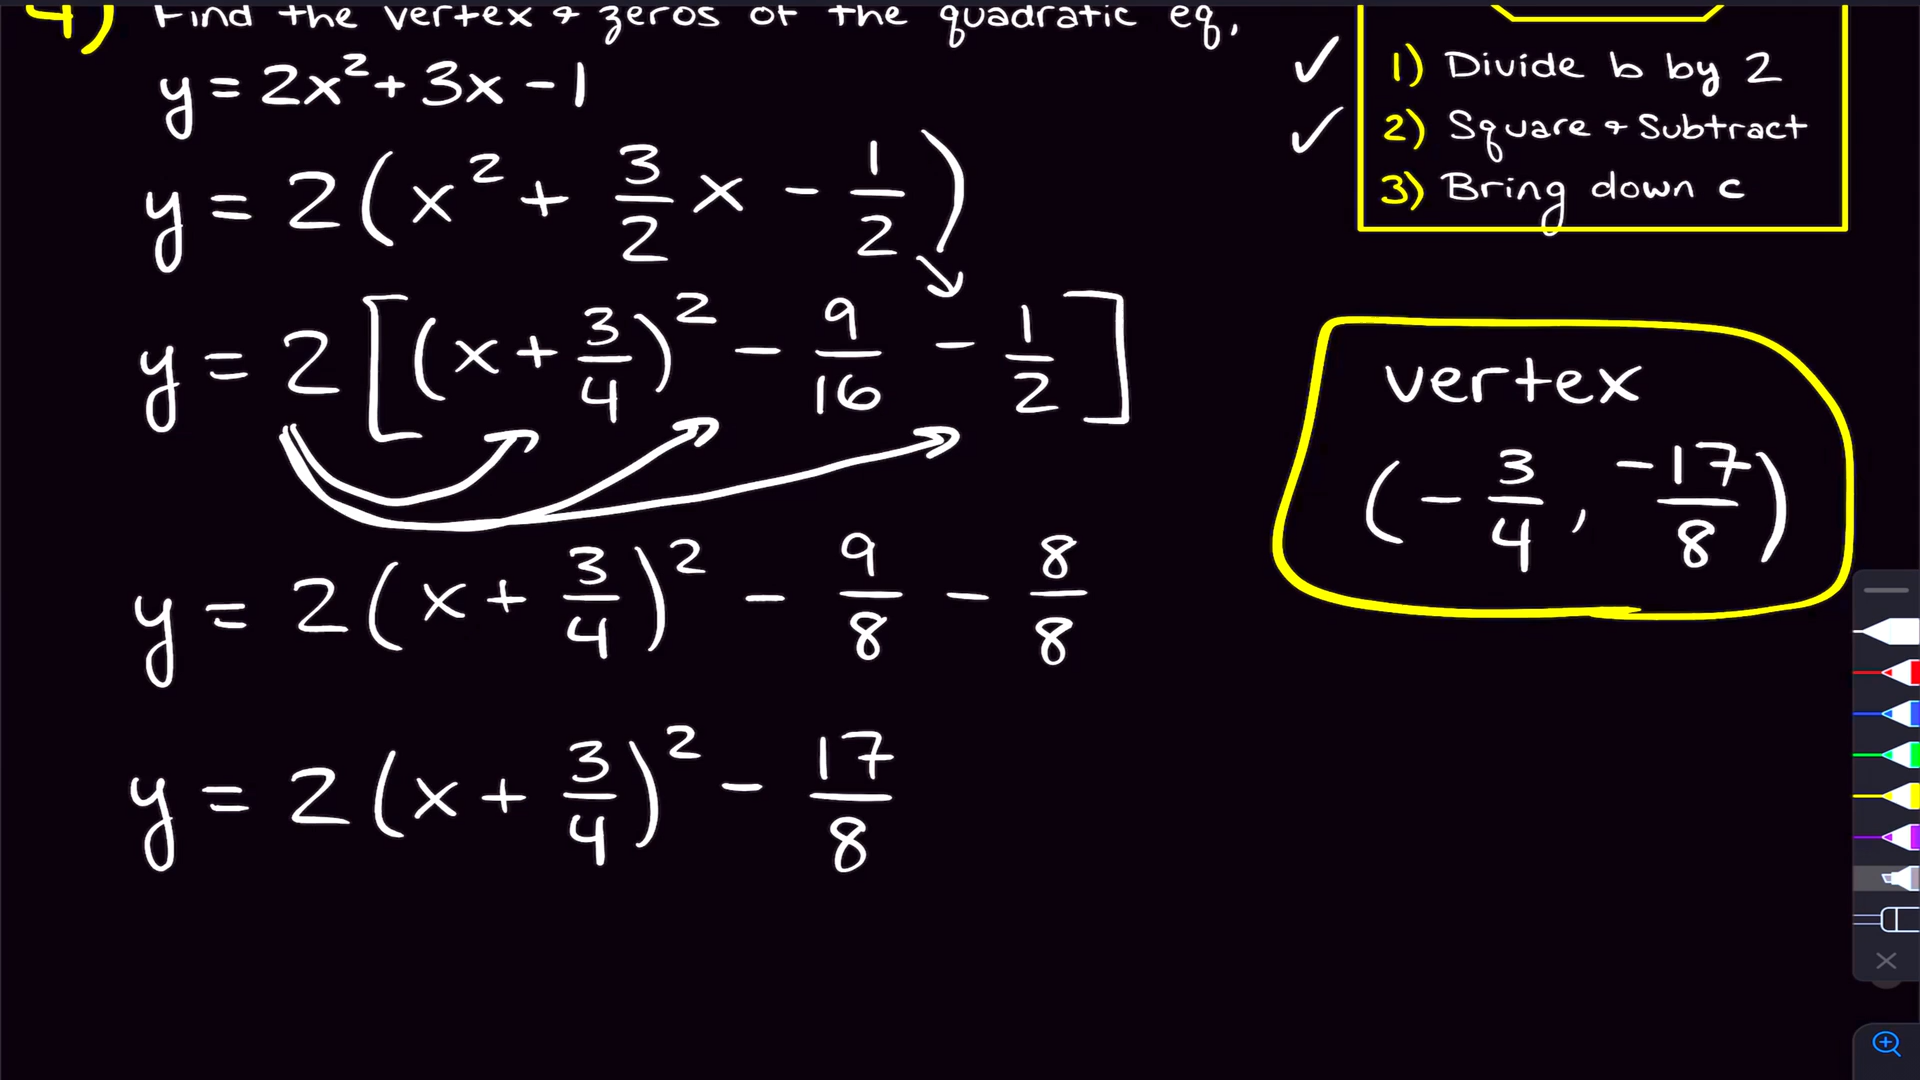 4) Find the vertex & zeros of the quadratic eq.
y = 2x² + 3x - 1
y = 2(x² + 3/2 x - 1/2)
y = 2[(x + 3/4)² - 9/16 - 1/2]
y = 2(x + 3/4)² - 9/8 - 8/8
y = 2(x + 3/4)² - 17/8
✓ 1) Divide b by 2
✓ 2) Square & Subtract
3) Bring down c
vertex
(-3/4, -17/8)